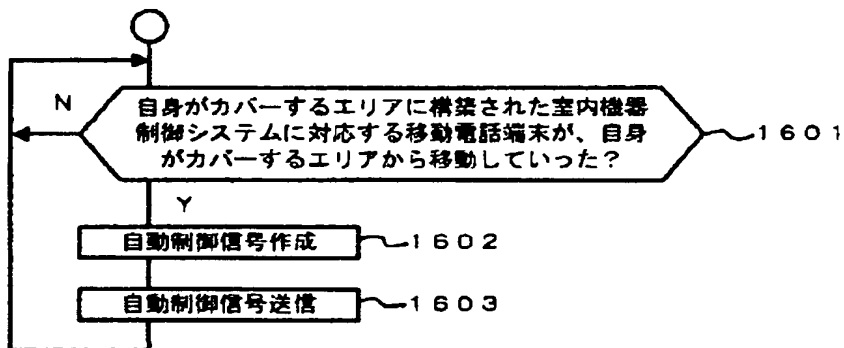 自身がカバーするエリアに構築された室内機器
N
制御システムに対応する移動電話端末が、自身
1601
がカバーするエリアから移動していった？
Y
自動制御信号作成
1602
自動制御信号送信
1603